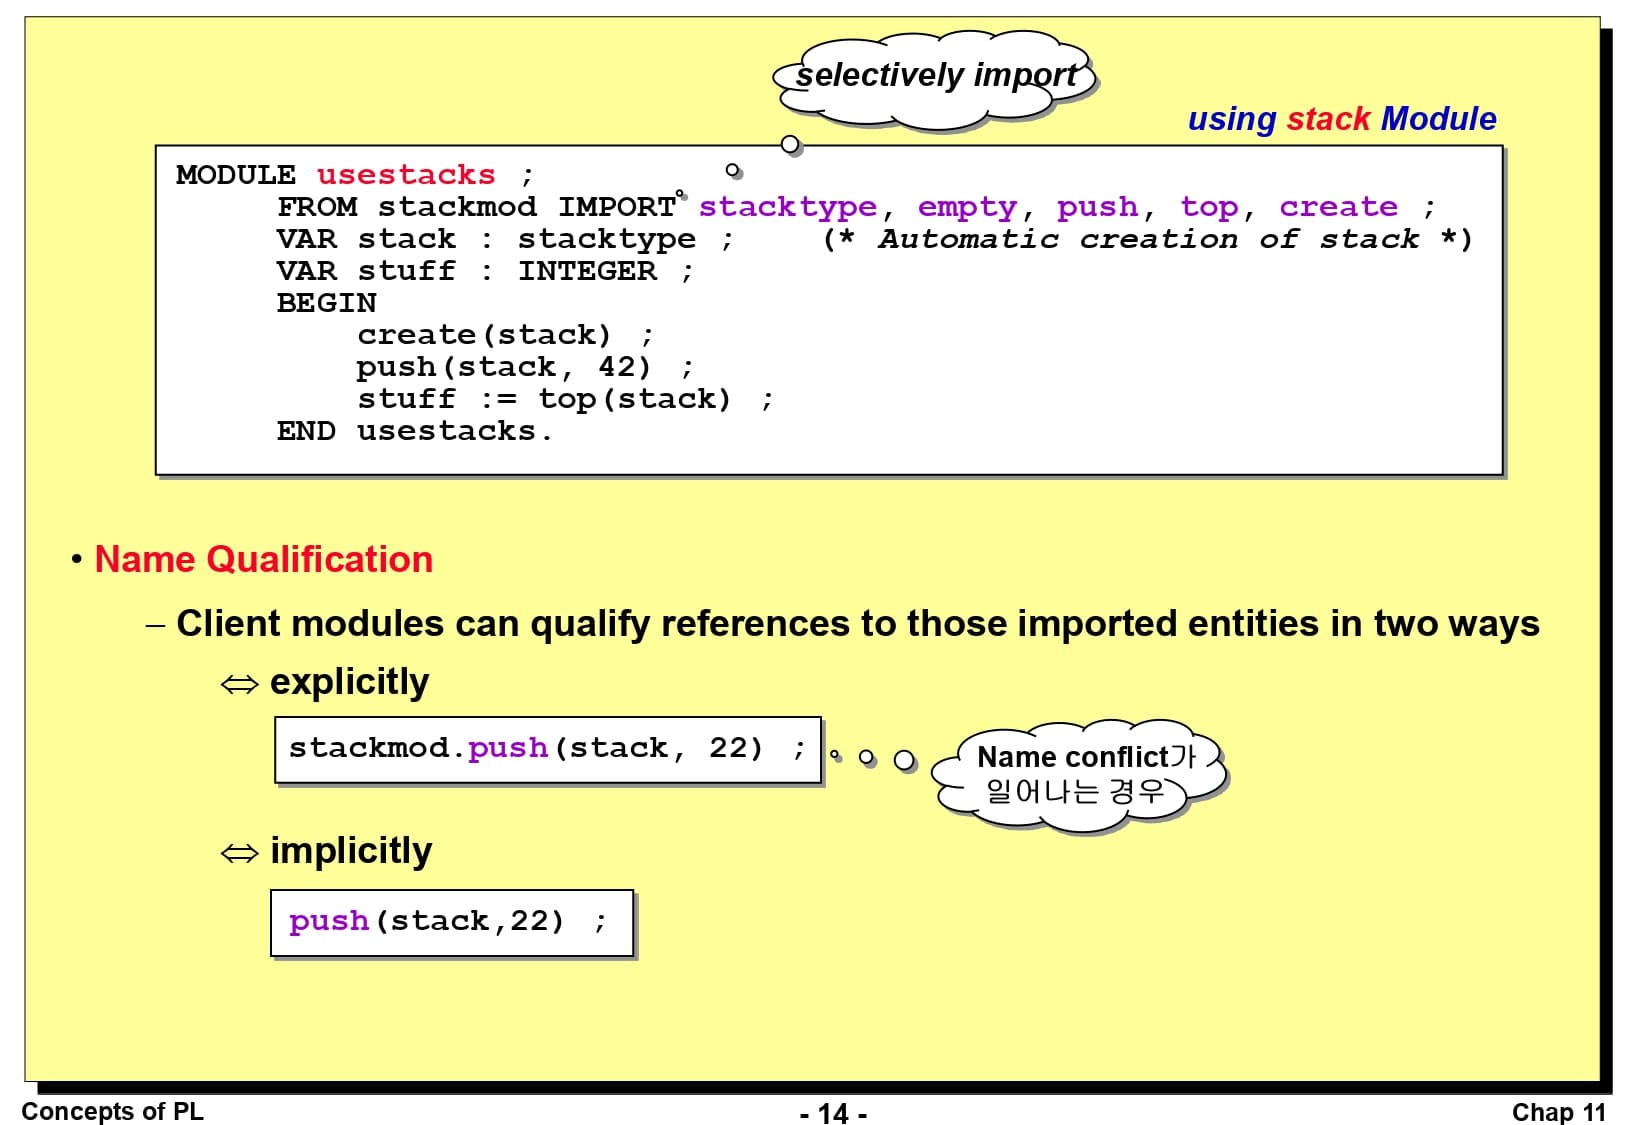 selectively import
using stack Module
MODULE usestacks ;
FROM stackmod IMPORT stacktype, empty, push, top, create ;
VAR stack : stacktype ; (* Automatic creation of stack *)
VAR stuff : INTEGER ;
BEGIN
create(stack) ;
push(stack, 42) ;
stuff := top(stack) ;
END usestacks.
• Name Qualification
– Client modules can qualify references to those imported entities in two ways
⇔ explicitly
stackmod.push(stack, 22) ;
Name conflict가
일어나는 경우
⇔ implicitly
push(stack,22) ;
Concepts of PL
- 14 -
Chap 11